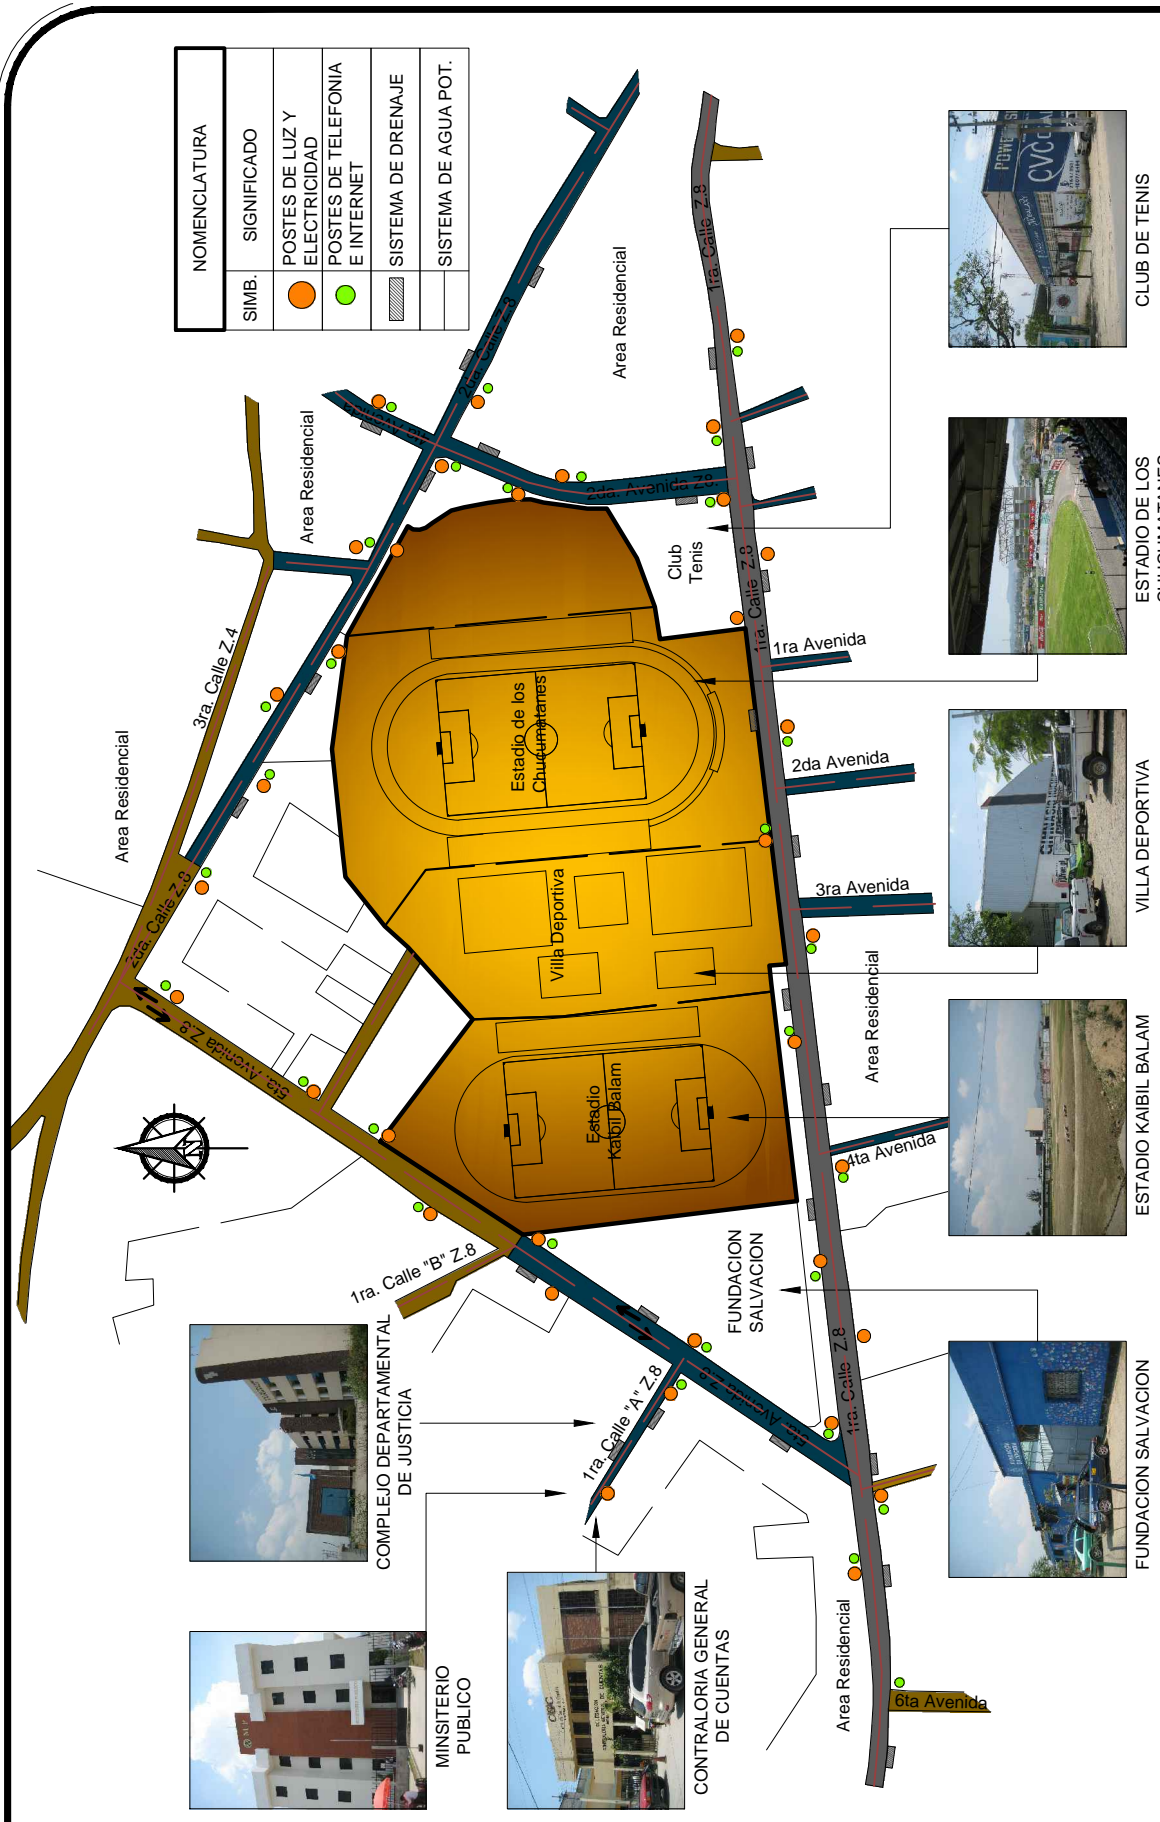 NOMENCLATURA
SIMB.
SIGNIFICADO
POSTES DE LUZ Y
ELECTRICIDAD
POSTES DE TELEFONIA
E INTERNET
SISTEMA DE DRENAJE
SISTEMA DE AGUA POT.
Area Residencial
3ra. Calle Z.4
Area Residencial
2da. Calle Z.8
2da. Calle Z.8
2da. Avenida Z8.
Area Residencial
1ra. Calle Z.8
Club
Tenis
1ra. Calle Z.8
1ra Avenida
2da Avenida
3ra Avenida
Area Residencial
4ta Avenida
Estadio de los
Chucumatanes
Villa Deportiva
Estadio
Kaibil Balam
5ta. Avenida Z.8
N
1ra. Calle "B" Z.8
1ra. Calle "A" Z.8
5ta. Avenida Z.8
FUNDACION
SALVACION
1ra. Calle Z.8
Area Residencial
6ta Avenida
COMPLEJO DEPARTAMENTAL
DE JUSTICIA
MINSITERIO
PUBLICO
MP
CONTRALORIA GENERAL
DE CUENTAS
FUNDACION SALVACION
ESTADIO KAIBIL BALAM
VILLA DEPORTIVA
ESTADIO DE LOS
CLUB DE TENIS